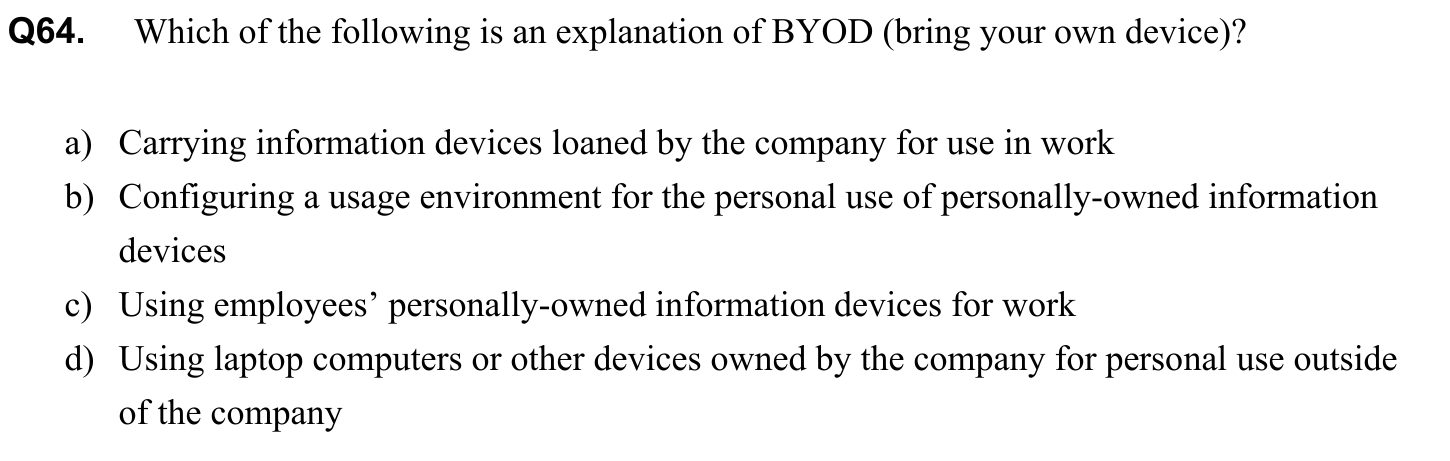 Q64. Which of the following is an explanation of BYOD (bring your own device)?
a) Carrying information devices loaned by the company for use in work
b) Configuring a usage environment for the personal use of personally-owned information
devices
c) Using employees’ personally-owned information devices for work
d) Using laptop computers or other devices owned by the company for personal use outside
of the company